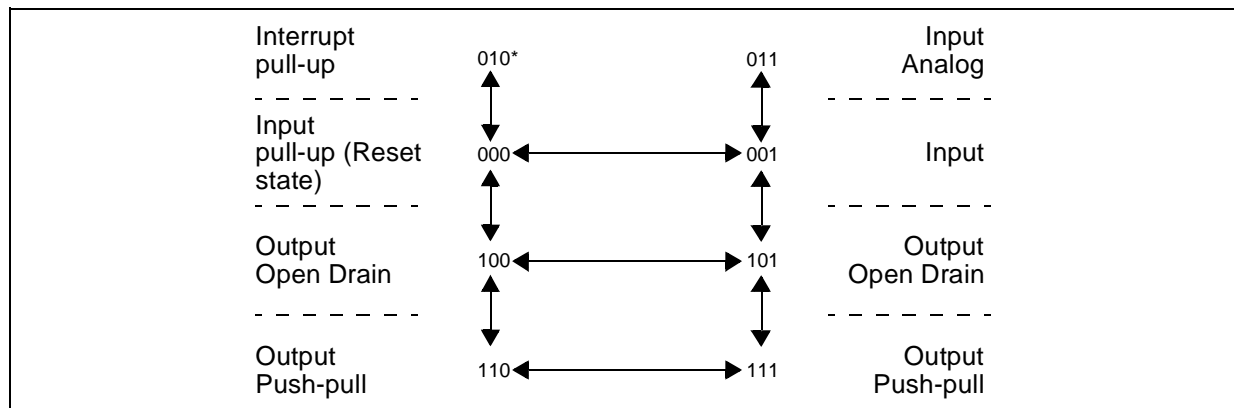 Interrupt
pull-up
010*
011
Input
Analog
Input
pull-up (Reset
state)
000
001
Input
Output
Open Drain
100
101
Output
Open Drain
Output
Push-pull
110
111
Output
Push-pull